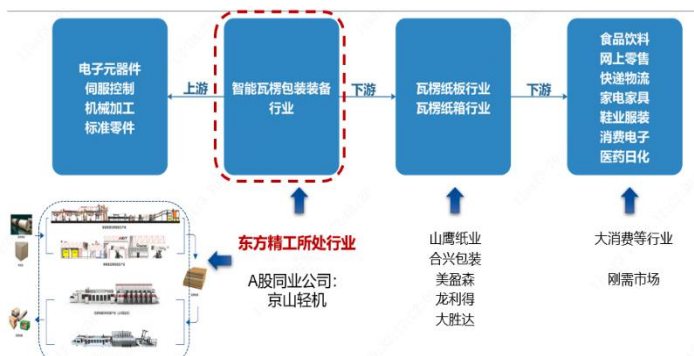 电子元器件
伺服控制
机械加工
标准零件
上游
智能瓦楞包装装备
行业
下游
瓦楞纸板行业
瓦楞纸箱行业
下游
食品饮料
网上零售
快递物流
家电家具
鞋业服装
消费电子
医药日化
东方精工所处行业
A股同业公司：
京山轻机
山鹰纸业
合兴包装
美盈森
龙利得
大胜达
大消费等行业
刚需市场